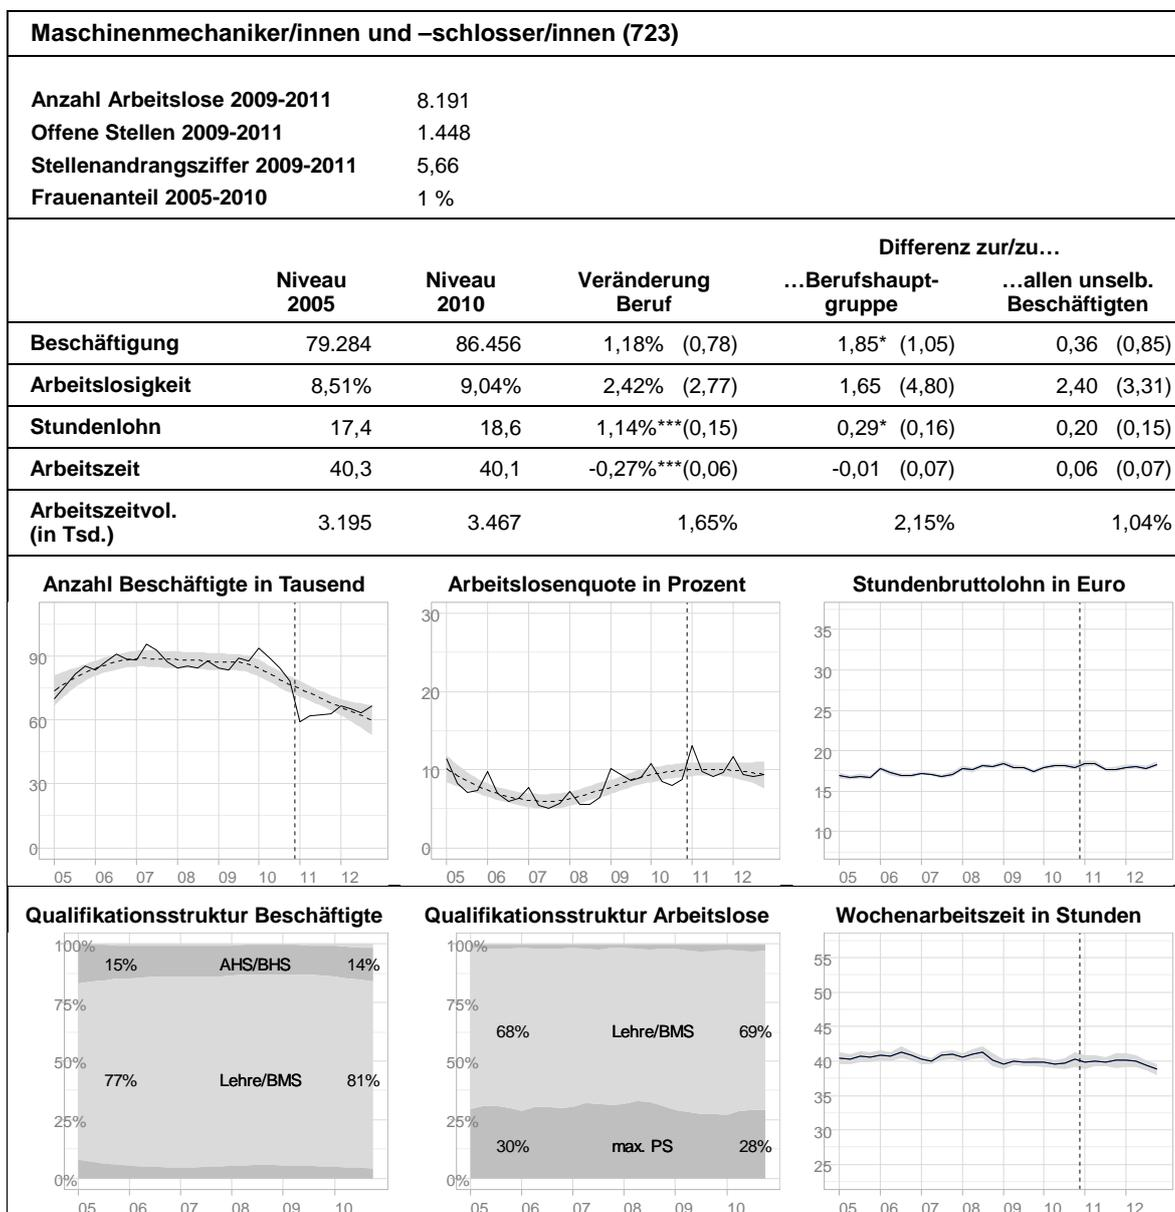 Maschinenmechaniker/innen und –schlosser/innen (723)
Anzahl Arbeitslose 2009-2011 8.191
Offene Stellen 2009-2011 1.448
Stellenandrangsziffer 2009-2011 5,66
Frauenanteil 2005-2010 1 %
Differenz zur/zu…
Niveau 2005 Niveau 2010 Veränderung Beruf …Berufshaupt-gruppe …allen unselb. Beschäftigten
Beschäftigung 79.284 86.456 1,18% (0,78) 1,85* (1,05) 0,36 (0,85)
Arbeitslosigkeit 8,51% 9,04% 2,42% (2,77) 1,65 (4,80) 2,40 (3,31)
Stundenlohn 17,4 18,6 1,14%***(0,15) 0,29* (0,16) 0,20 (0,15)
Arbeitszeit 40,3 40,1 -0,27%***(0,06) -0,01 (0,07) 0,06 (0,07)
Arbeitszeitvol.
(in Tsd.) 3.195 3.467 1,65% 2,15% 1,04%
Anzahl Beschäftigte in Tausend
90
60
30
0
05 06 07 08 09 10 11 12
Arbeitslosenquote in Prozent
30
20
10
0
05 06 07 08 09 10 11 12
Stundenbruttolohn in Euro
35
30
25
20
15
10
05 06 07 08 09 10 11 12
Qualifikationsstruktur Beschäftigte
100%
15% AHS/BHS 14%
75%
50%
77% Lehre/BMS 81%
25%
0%
05 06 07 08 09 10
Qualifikationsstruktur Arbeitslose
100%
75%
68% Lehre/BMS 69%
50%
25%
30% max. PS 28%
0%
05 06 07 08 09 10
Wochenarbeitszeit in Stunden
55
50
45
40
35
30
25
05 06 07 08 09 10 11 12